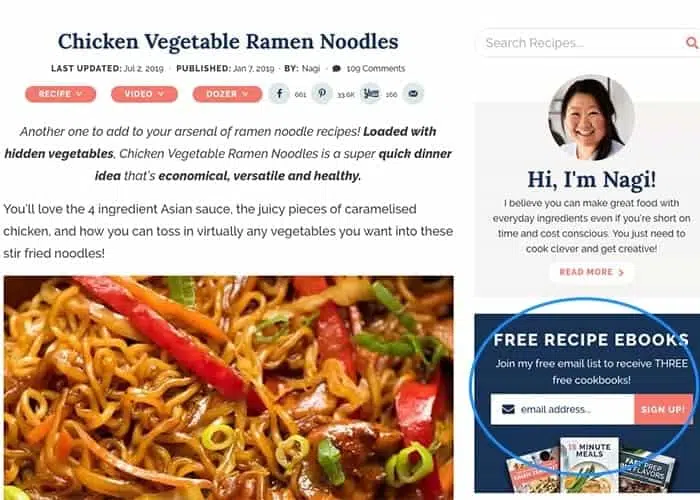 Chicken Vegetable Ramen Noodles
LAST UPDATED: Jul 2, 2019 · PUBLISHED: Jan 7, 2019 · BY: Nagi · 109 Comments
RECIPE VIDEO DOZER 661 33.6K Yum 166
Another one to add to your arsenal of ramen noodle recipes! Loaded with
hidden vegetables, Chicken Vegetable Ramen Noodles is a super quick dinner
idea that's economical, versatile and healthy.
You'll love the 4 ingredient Asian sauce, the juicy pieces of caramelised
chicken, and how you can toss in virtually any vegetables you want into these
stir fried noodles!
Search Recipes...
Hi, I'm Nagi!
I believe you can make great food with
everyday ingredients even if you're short on
time and cost conscious. You just need to
cook clever and get creative!
READ MORE
FREE RECIPE EBOOKS
Join my free email list to receive THREE
free cookbooks!
email address... SIGN UP!
15 MINUTE
MEALS